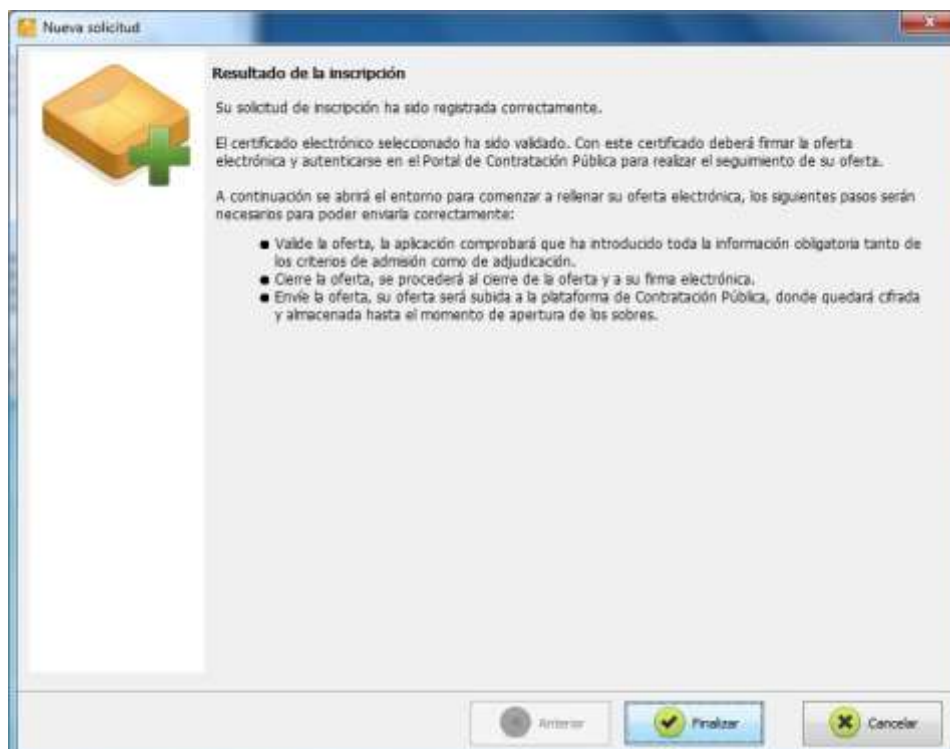 Nueva solicitud
Resultado de la inscripción
Su solicitud de inscripción ha sido registrada correctamente.
El certificado electrónico seleccionado ha sido validado. Con este certificado deberá firmar la oferta
electrónica y autenticarse en el Portal de Contratación Pública para realizar el seguimiento de su oferta.
A continuación se abrirá el entorno para comenzar a rellenar su oferta electrónica, los siguientes pasos serán
necesarios para poder enviarla correctamente:
■ Valide la oferta, la aplicación comprobará que ha introducido toda la información obligatoria tanto de
los criterios de admisión como de adjudicación.
■ Cierre la oferta, se procederá al cierre de la oferta y a su firma electrónica.
■ Envíe la oferta, su oferta será subida a la plataforma de Contratación Pública, donde quedará cifrada
y almacenada hasta el momento de apertura de los sobres.
Anterior Finalizar Cancelar